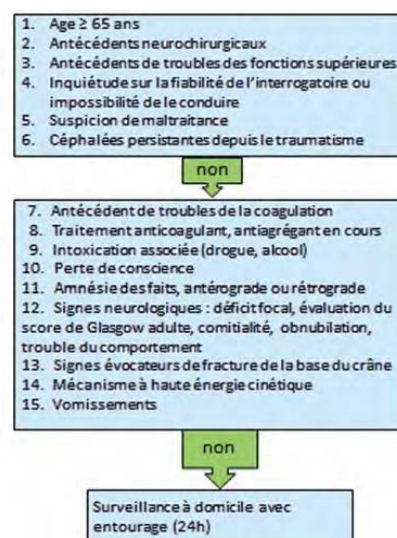 1. Age ≥ 65 ans
2. Antécédents neurochirurgicaux
3. Antécédents de troubles des fonctions supérieures
4. Inquiétude sur la fiabilité de l'interrogatoire ou
impossibilité de le conduire
5. Suspicion de maltraitance
6. Céphalées persistantes depuis le traumatisme
non
7. Antécédent de troubles de la coagulation
8. Traitement anticoagulant, antiagrégant en cours
9. Intoxication associée (drogue, alcool)
10. Perte de conscience
11. Amnésie des faits, antérograde ou rétrograde
12. Signes neurologiques : déficit focal, évaluation du
score de Glasgow adulte, comitialité, obnubilation,
trouble du comportement
13. Signes évocateurs de fracture de la base du crâne
14. Mécanisme à haute énergie cinétique
15. Vomissements
non
Surveillance à domicile avec
entourage (24h)